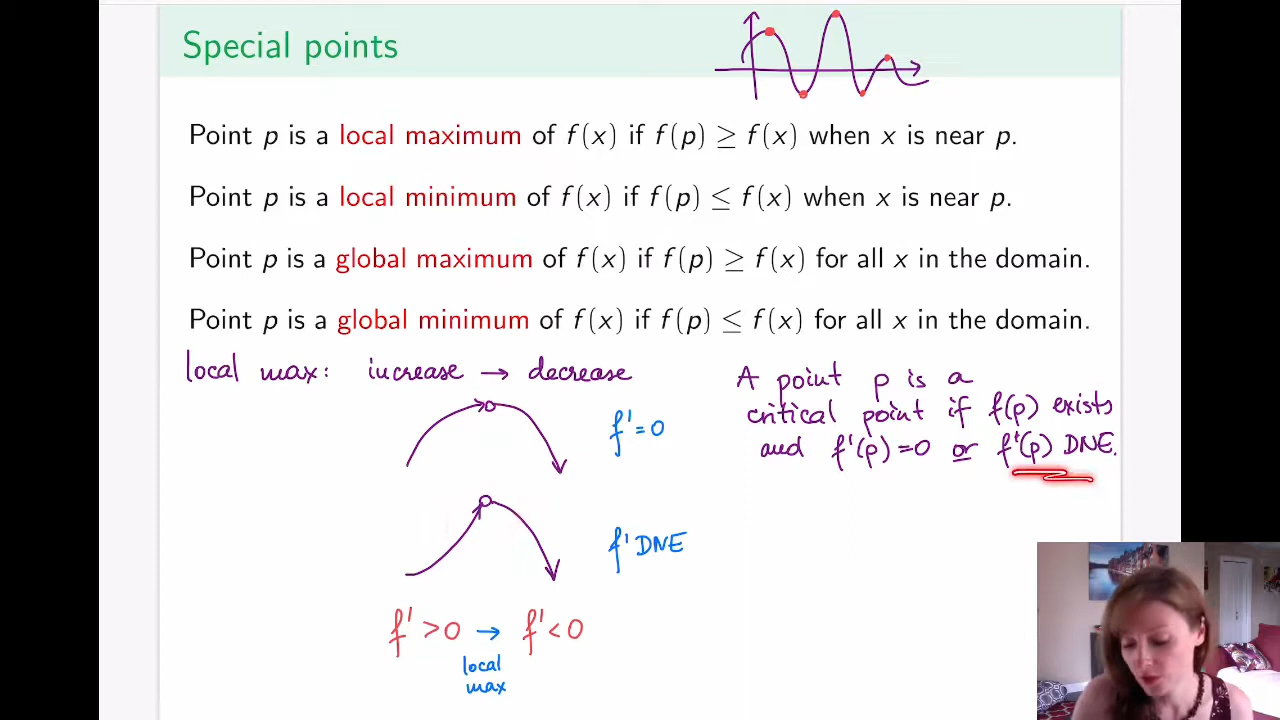 Special points
Point p is a local maximum of f(x) if f(p) ≥ f(x) when x is near p.
Point p is a local minimum of f(x) if f(p) ≤ f(x) when x is near p.
Point p is a global maximum of f(x) if f(p) ≥ f(x) for all x in the domain.
Point p is a global minimum of f(x) if f(p) ≤ f(x) for all x in the domain.
local max: increase → decrease
f' = 0
f' DNE
f' > 0 → f' < 0
local
max
A point p is a
critical point if f(p) exists
and f'(p) = 0 or f'(p) DNE.